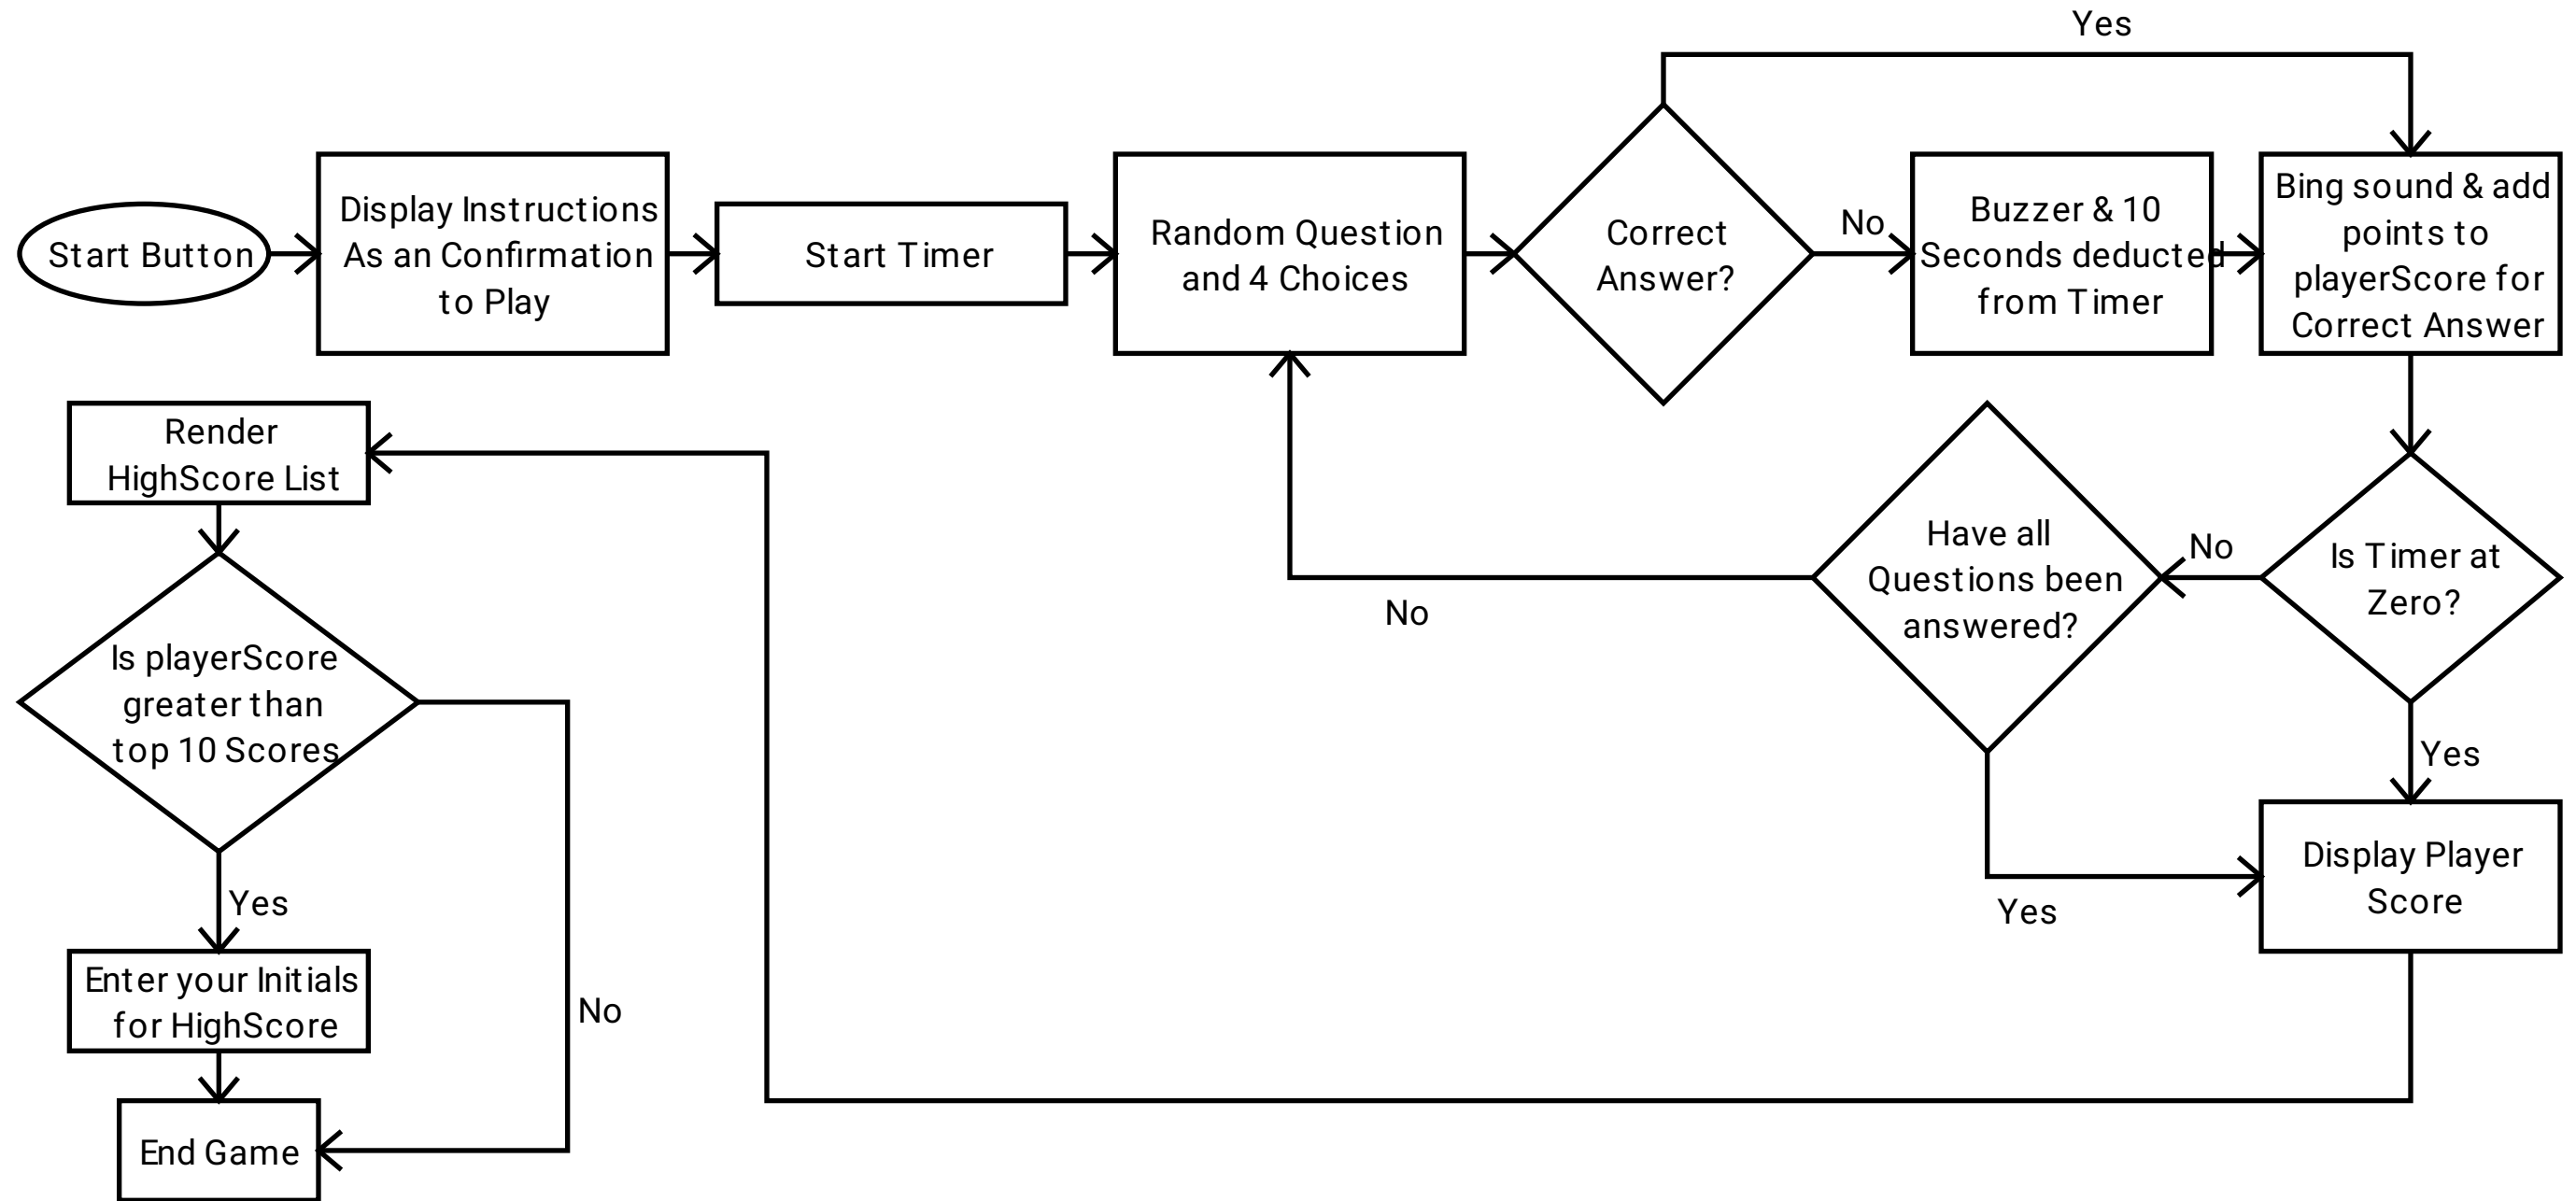 Yes
Start Button
Display Instructions
As an Confirmation
to Play
Start Timer
Random Question
and 4 Choices
Correct
Answer?
No
Buzzer & 10
Seconds deducted
from Timer
Bing sound & add
points to
playerScore for
Correct Answer
Is Timer at
Zero?
No
Have all
Questions been
answered?
No
Yes
Yes
Display Player
Score
Render
HighScore List
Is playerScore
greater than
top 10 Scores
Yes
No
Enter your Initials
for HighScore
End Game